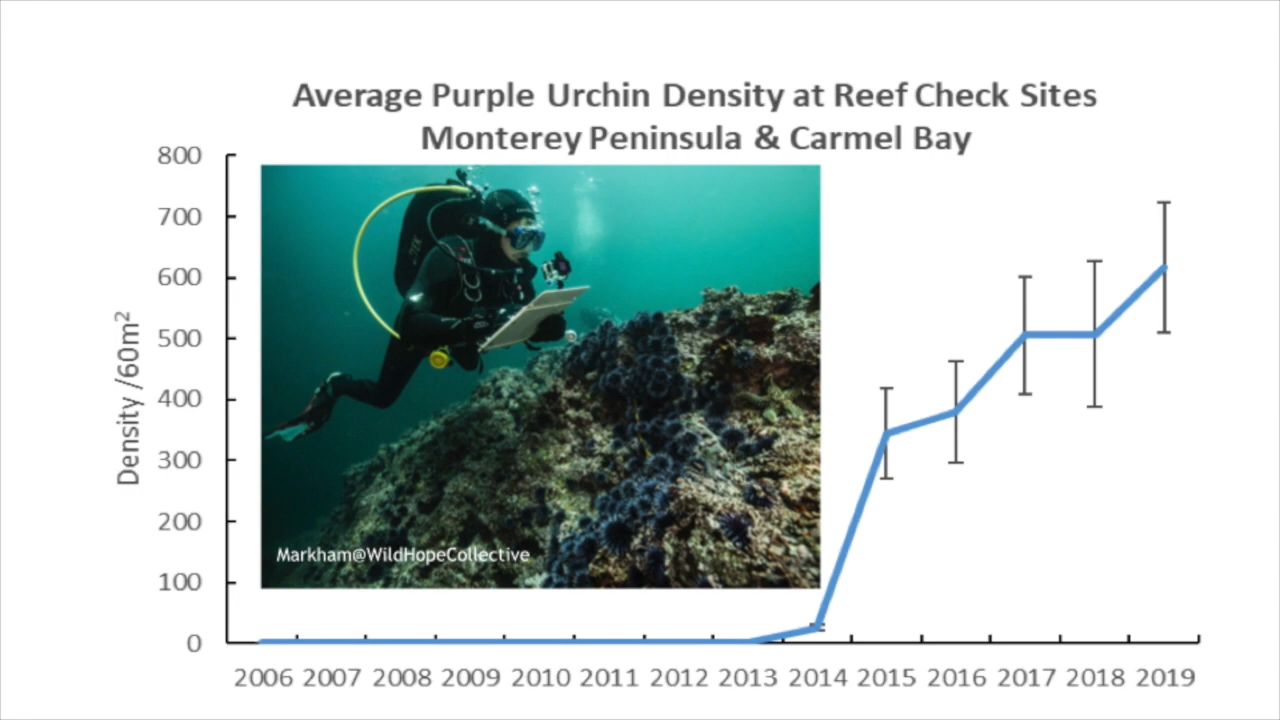 Average Purple Urchin Density at Reef Check Sites
Monterey Peninsula & Carmel Bay
800
700
600
500
400
300
200
100
0
Density /60m²
Markham@WildHopeCollective
2006 2007 2008 2009 2010 2011 2012 2013 2014 2015 2016 2017 2018 2019